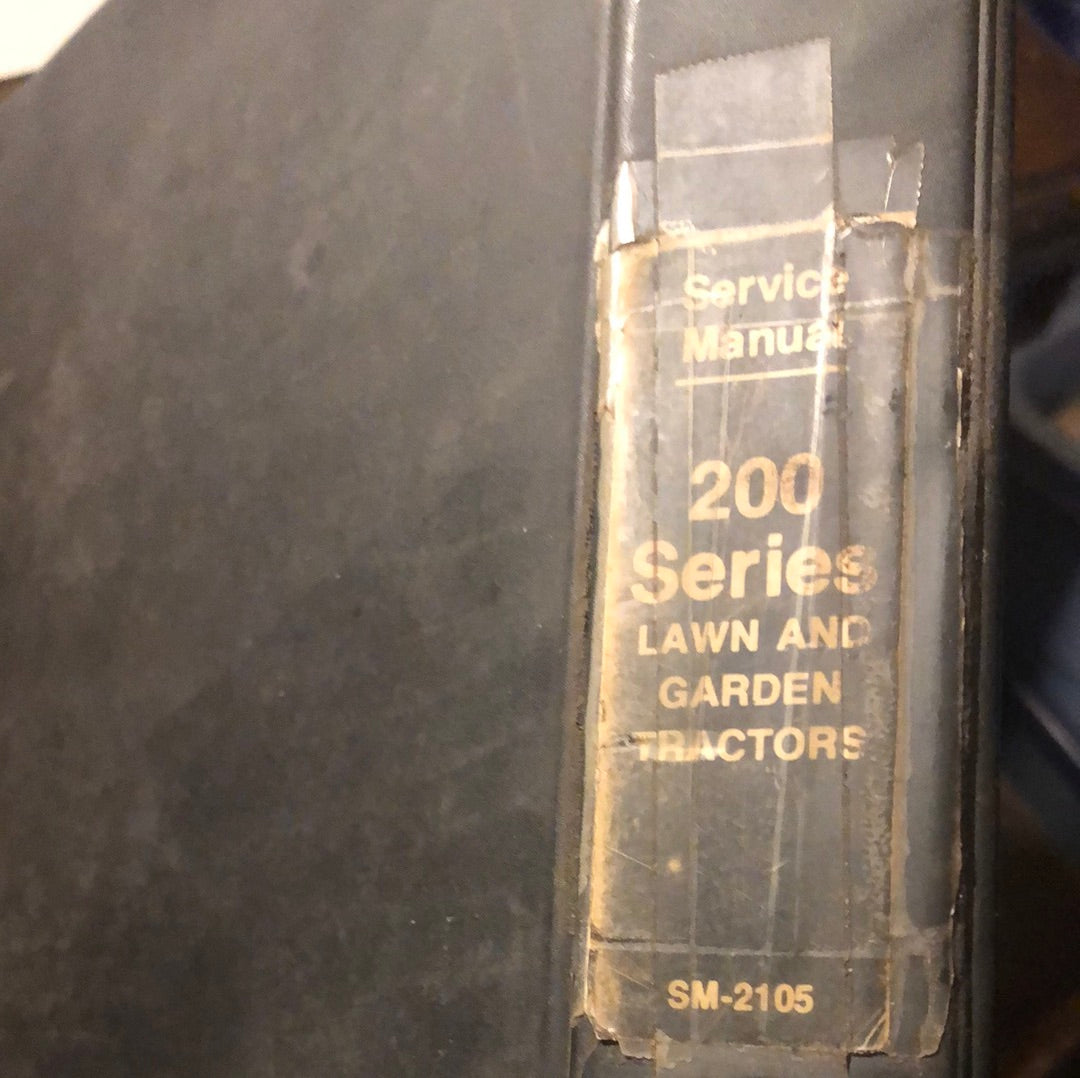 Service
Manual
200
Series
LAWN AND
GARDEN
TRACTORS
SM-2105